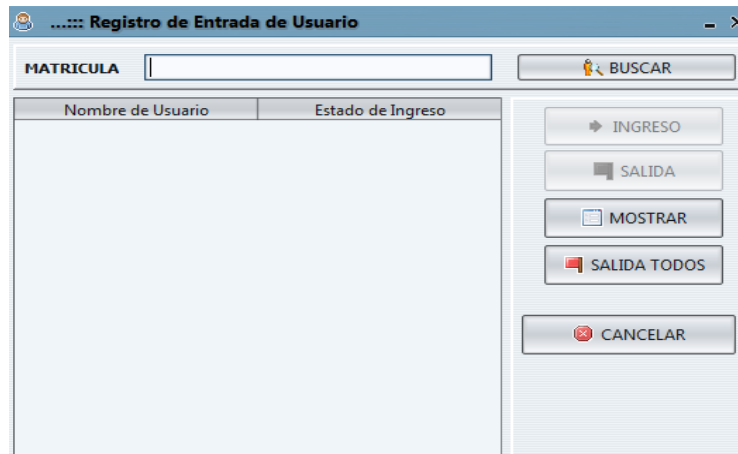 ...::: Registro de Entrada de Usuario
MATRICULA
BUSCAR
Nombre de Usuario Estado de Ingreso
INGRESO
SALIDA
MOSTRAR
SALIDA TODOS
CANCELAR